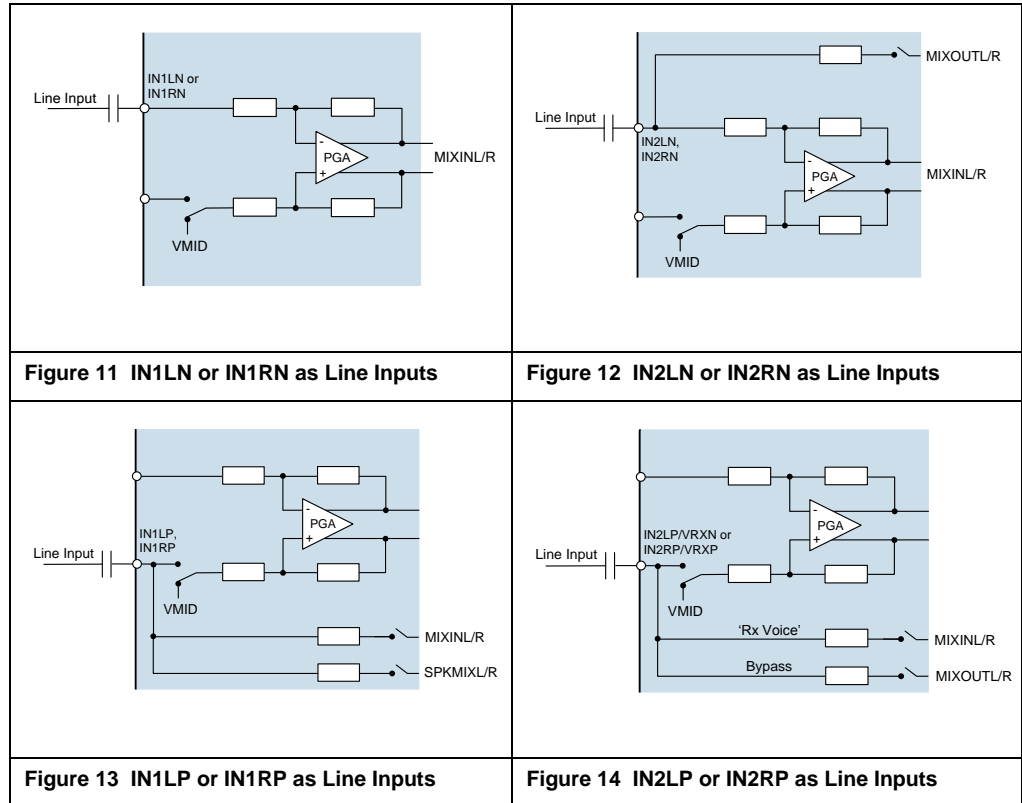 IN1LN or
IN1RN
Line Input
-
PGA
+
MIXINL/R
VMID
Figure 11 IN1LN or IN1RN as Line Inputs
MIXOUTL/R
Line Input
IN2LN,
IN2RN
-
PGA
+
MIXINL/R
VMID
Figure 12 IN2LN or IN2RN as Line Inputs
IN1LP,
IN1RP
Line Input
-
PGA
+
VMID
MIXINL/R
SPKMIXL/R
Figure 13 IN1LP or IN1RP as Line Inputs
IN2LP/VRXN or
IN2RP/VRXP
Line Input
-
PGA
+
VMID
'Rx Voice'
MIXINL/R
Bypass
MIXOUTL/R
Figure 14 IN2LP or IN2RP as Line Inputs